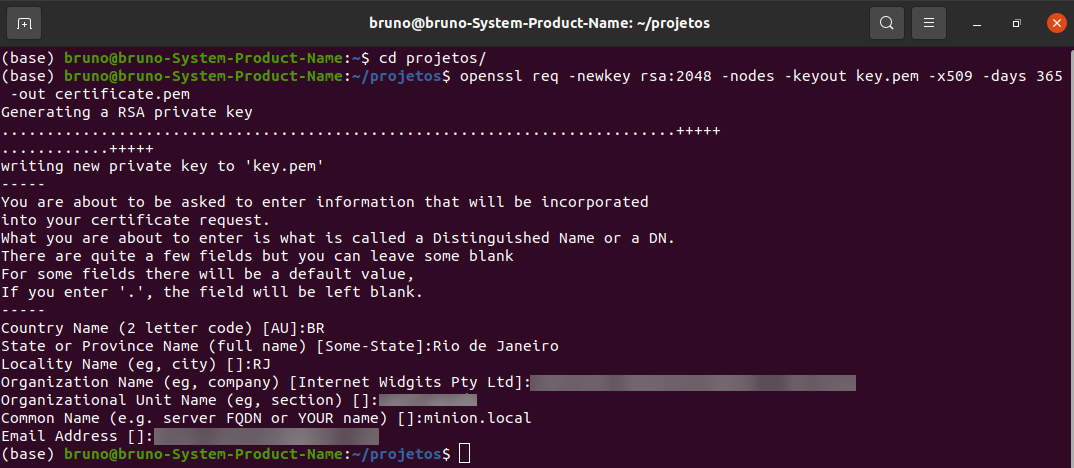 bruno@bruno-System-Product-Name: ~/projetos
(base) bruno@bruno-System-Product-Name:~$ cd projetos/
(base) bruno@bruno-System-Product-Name:~/projetos$ openssl req -newkey rsa:2048 -nodes -keyout key.pem -x509 -days 365
-out certificate.pem
Generating a RSA private key
...........................................................................+++++
............+++++
writing new private key to 'key.pem'
-----
You are about to be asked to enter information that will be incorporated
into your certificate request.
What you are about to enter is what is called a Distinguished Name or a DN.
There are quite a few fields but you can leave some blank
For some fields there will be a default value,
If you enter '.', the field will be left blank.
-----
Country Name (2 letter code) [AU]:BR
State or Province Name (full name) [Some-State]:Rio de Janeiro
Locality Name (eg, city) []:RJ
Organization Name (eg, company) [Internet Widgits Pty Ltd]:
Organizational Unit Name (eg, section) []:
Common Name (e.g. server FQDN or YOUR name) []:minion.local
Email Address []:
(base) bruno@bruno-System-Product-Name:~/projetos$